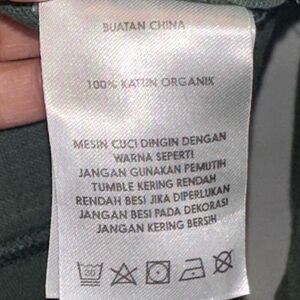 BUATAN CHINA
100% KATUN ORGANIK
MESIN CUCI DINGIN DENGAN
WARNA SEPERTI
JANGAN GUNAKAN PEMUTIH
TUMBLE KERING RENDAH
RENDAH BESI JIKA DIPERLUKAN
JANGAN BESI PADA DEKORASI
JANGAN KERING BERSIH
30